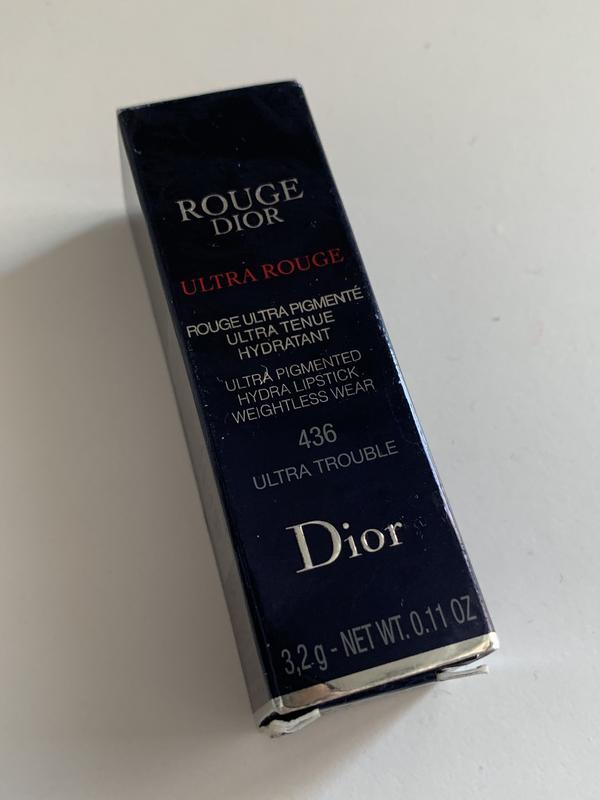 ROUGE
DIOR
ULTRA ROUGE
ROUGE ULTRA PIGMENTÉ
ULTRA TENUE
HYDRATANT
ULTRA PIGMENTED
HYDRA LIPSTICK
WEIGHTLESS WEAR
436
ULTRA TROUBLE
Dior
3,2 g - NET WT. 0.11 OZ